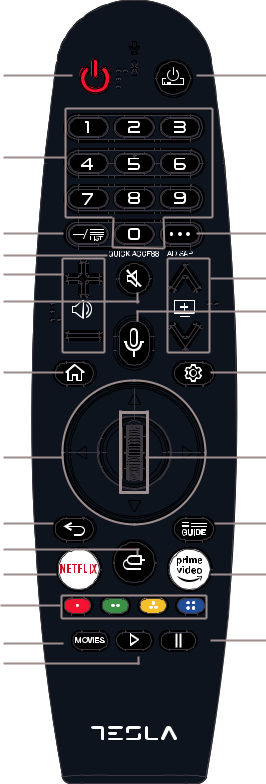 1 2 3
4 5 6
7 8 9
-/LIST 0 •••
QUICK ACCESS AD/SAP
GUIDE
NETFLIX
prime video
MOVIES
TESLA